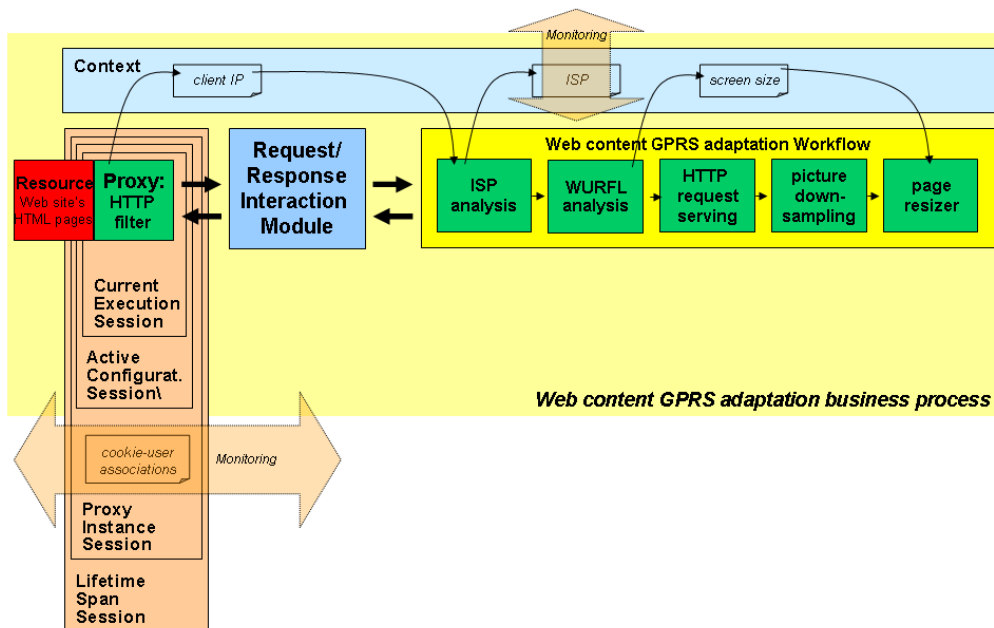 Monitoring
Context
client IP
ISP
screen size
Resource
Web site's
HTML pages
Proxy:
HTTP
filter
Request/
Response
Interaction
Module
Web content GPRS adaptation Workflow
ISP
analysis
WURFL
analysis
HTTP
request
serving
picture
down-
sampling
page
resizer
Current
Execution
Session
Active
Configurat.
Session\
Web content GPRS adaptation business process
cookie-user
associations
Monitoring
Proxy
Instance
Session
Lifetime
Span
Session